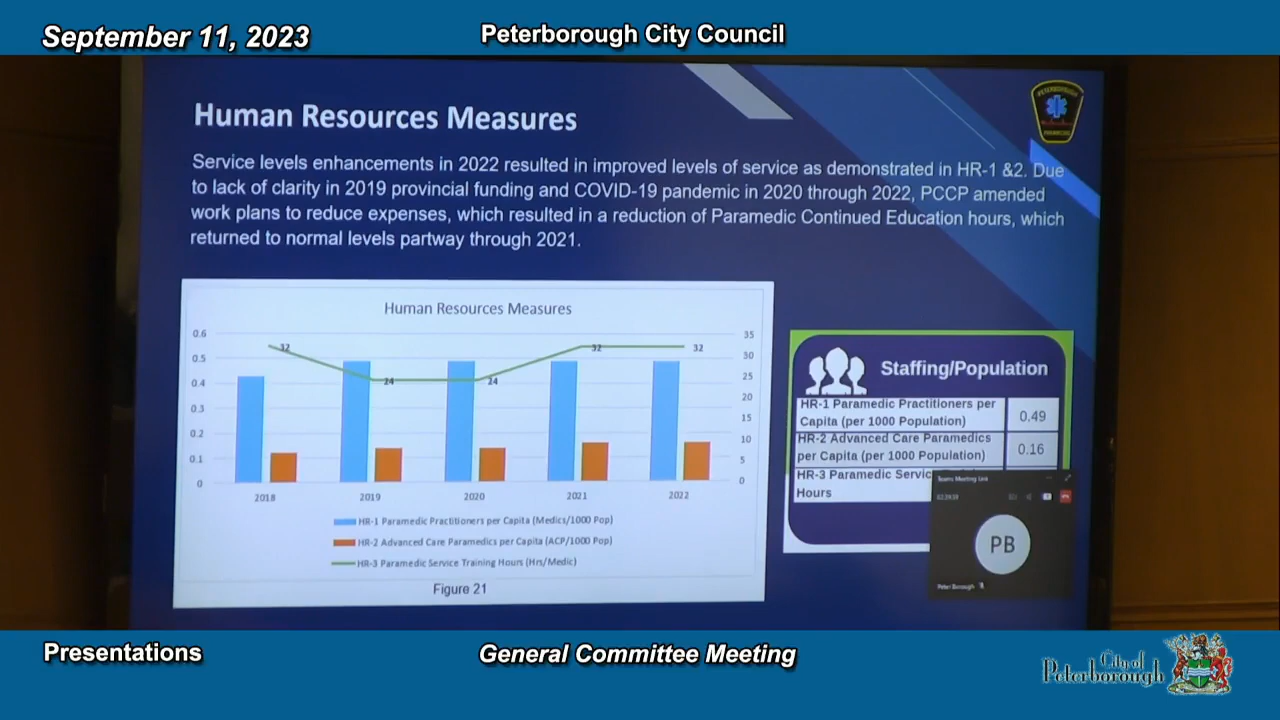 September 11, 2023
Peterborough City Council
Human Resources Measures
Service levels enhancements in 2022 resulted in improved levels of service as demonstrated in HR-1 &2. Due
to lack of clarity in 2019 provincial funding and COVID-19 pandemic in 2020 through 2022, PCCP amended
work plans to reduce expenses, which resulted in a reduction of Paramedic Continued Education hours, which
returned to normal levels partway through 2021.
Human Resources Measures
0.6
0.5
0.4
0.3
0.2
0.1
0
35
30
25
20
15
10
5
0
32
24
24
32
32
2018
2019
2020
2021
2022
HR-1 Paramedic Practitioners per Capita (Medics/1000 Pop)
HR-2 Advanced Care Paramedics per Capita (ACP/1000 Pop)
HR-3 Paramedic Service Training Hours (Hrs/Medic)
Figure 21
Staffing/Population
HR-1 Paramedic Practitioners per
Capita (per 1000 Population)
0.49
HR-2 Advanced Care Paramedics
per Capita (per 1000 Population)
0.16
HR-3 Paramedic
Hours
Teams Meeting Link
PB
Peter Borough
Presentations
General Committee Meeting
City of
Peterborough